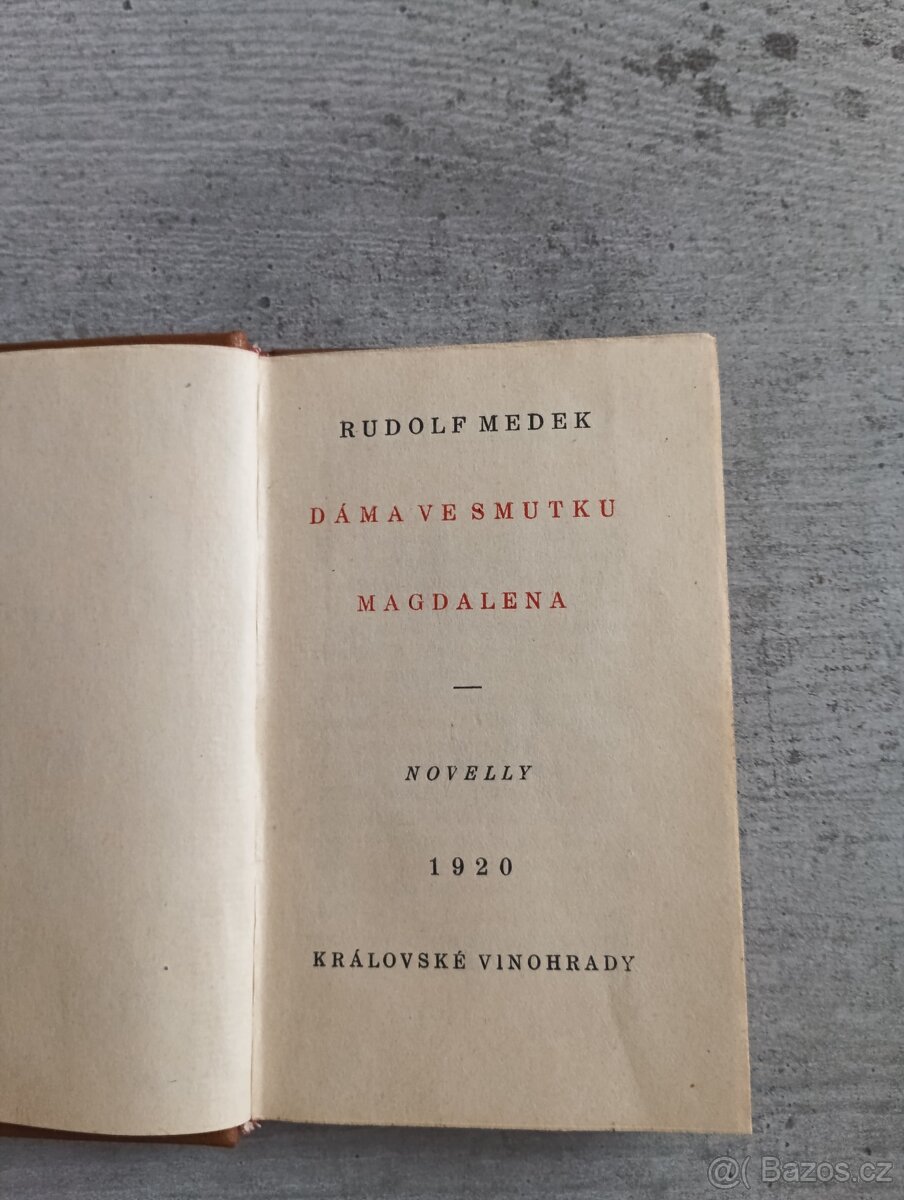 RUDOLF MEDEK
DÁMA VE SMUTKU
MAGDALENA
—
NOVELLY
1920
KRÁLOVSKÉ VINOHRADY
@( Bazos.cz